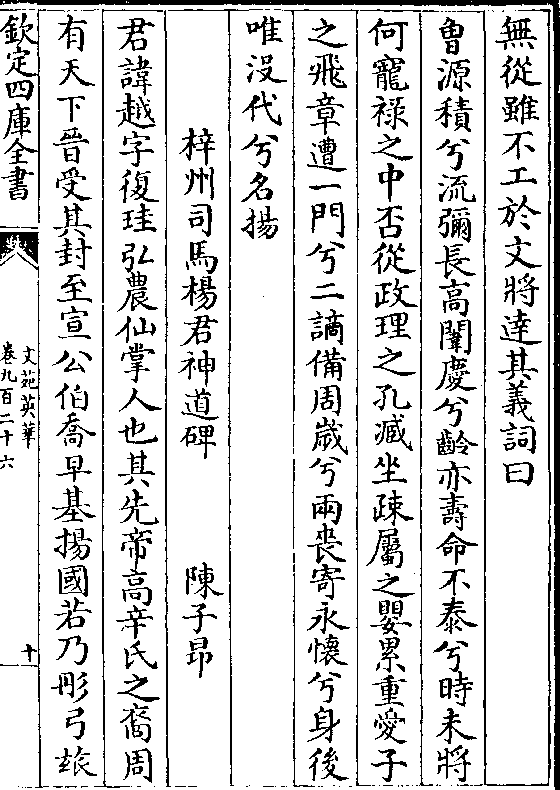 無從雖不工於文將達其義詞曰
魯源積兮流彌長高闈慶兮齡亦壽命不泰兮時未將
何寵禄之中否從政理之孔臧坐疎屬之嬰累重愛子
之飛章遭一門兮二謫備周歲兮兩喪寄永懷兮身後
唯没代兮名揚
梓州司馬楊君神道碑 陳子昂
君諱越字復珪弘農仙掌人也其先帝高辛氏之裔周
有天下晉受其封至宣公伯喬早基揚國若乃彤弓玈
欽定四庫全書
文苑英華
卷九百二十六
十